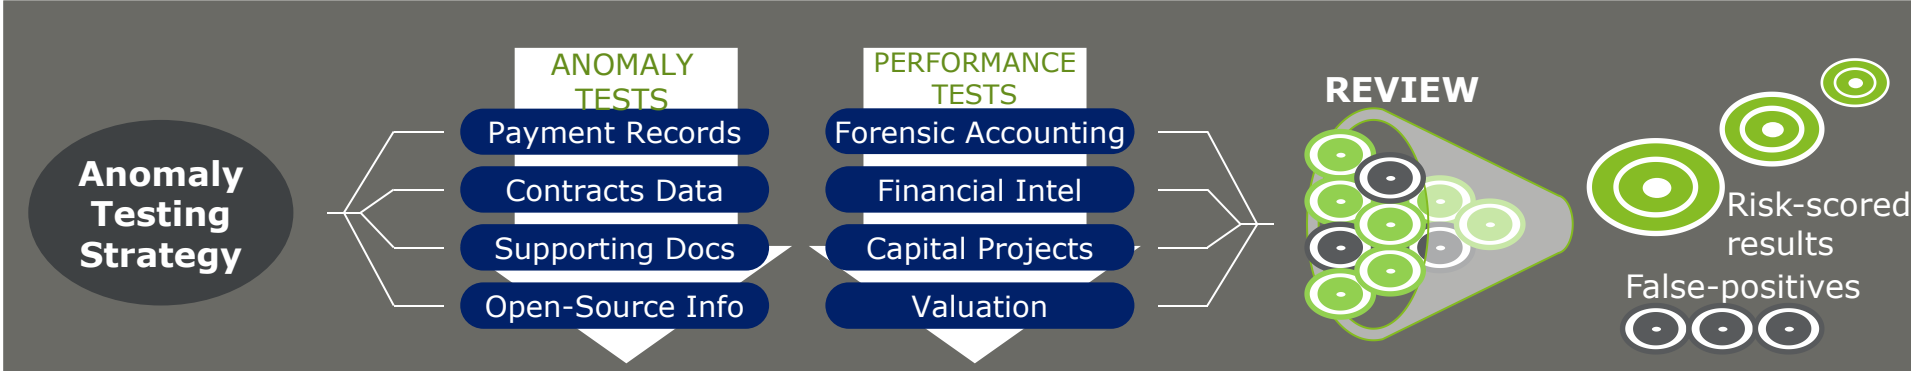 Anomaly
Testing
Strategy
ANOMALY
TESTS
Payment Records
Contracts Data
Supporting Docs
Open-Source Info
PERFORMANCE
TESTS
Forensic Accounting
Financial Intel
Capital Projects
Valuation
REVIEW
Risk-scored
results
False-positives